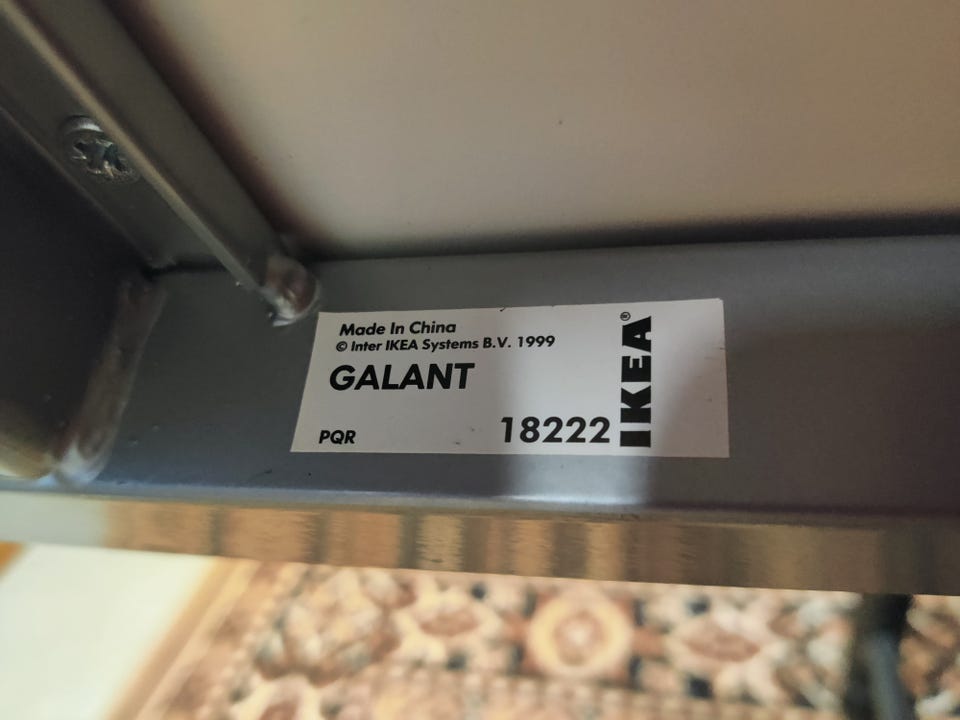 Made In China
© Inter IKEA Systems B.V. 1999
GALANT
PQR
18222
IKEA®